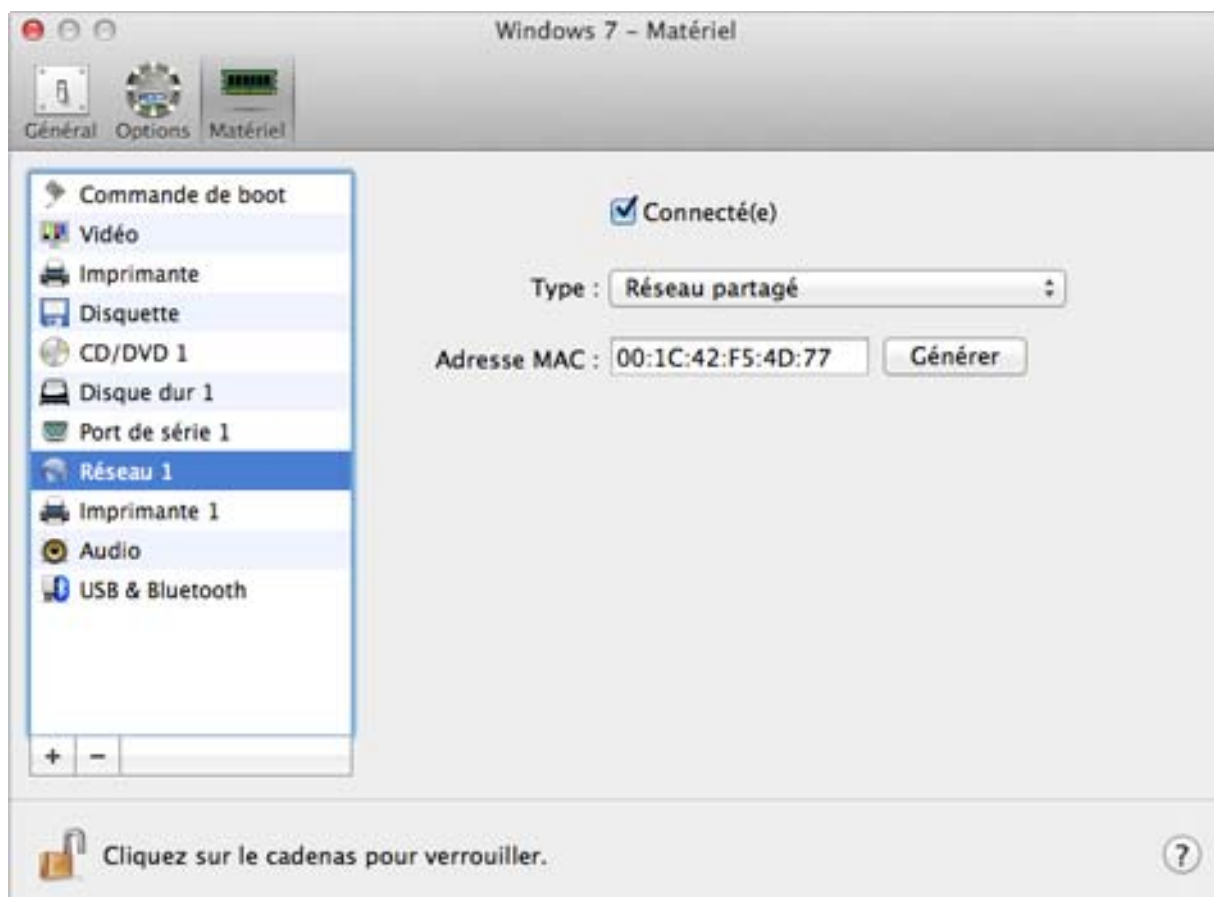 Windows 7 – Matériel
Général Options Matériel
Commande de boot
Vidéo
Imprimante
Disquette
CD/DVD 1
Disque dur 1
Port de série 1
Réseau 1
Imprimante 1
Audio
USB & Bluetooth
+ −
Connecté(e)
Type : Réseau partagé
Adresse MAC : 00:1C:42:F5:4D:77 Générer
Cliquez sur le cadenas pour verrouiller.
?